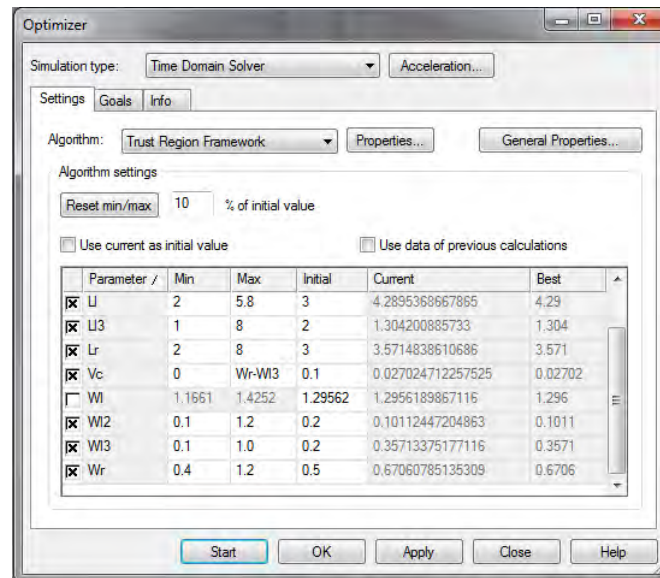 Optimizer
Simulation type: Time Domain Solver Acceleration...
Settings Goals Info
Algorithm: Trust Region Framework Properties... General Properties...
Algorithm settings
Reset min/max 10 % of initial value
Use current as initial value Use data of previous calculations
Parameter / Min Max Initial Current Best
Ll 2 5.8 3 4.2895368667865 4.29
Ll3 1 8 2 1.304200885733 1.304
Lr 2 8 3 3.5714838610686 3.571
Vc 0 Wr-Wl3 0.1 0.027024712257525 0.02702
Wl 1.1661 1.4252 1.29562 1.2956189867116 1.296
Wl2 0.1 1.2 0.2 0.10112447204863 0.1011
Wl3 0.1 1.0 0.2 0.35713375177116 0.3571
Wr 0.4 1.2 0.5 0.67060785135309 0.6706
Start OK Apply Close Help